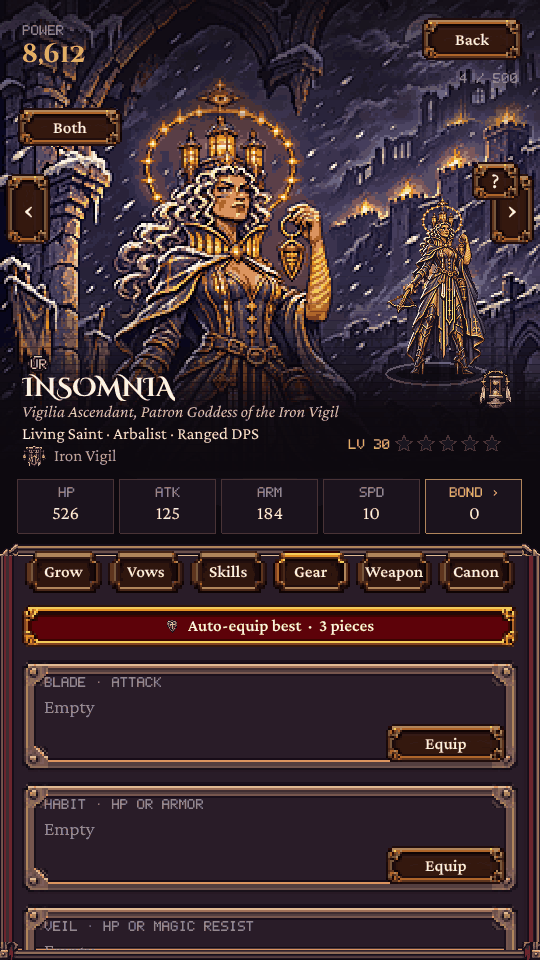 POWER
8,612
Back
4 / 500
Both
‹
?
›
UR
INSOMNIA
Vigilia Ascendant, Patron Goddess of the Iron Vigil
Living Saint · Arbalist · Ranged DPS
LV 30
Iron Vigil
HP ATK ARM SPD BOND ›
526 125 184 10 0
Grow Vows Skills Gear Weapon Canon
Auto-equip best · 3 pieces
BLADE · ATTACK
Empty
Equip
HABIT · HP OR ARMOR
Empty
Equip
VEIL · HP OR MAGIC RESIST